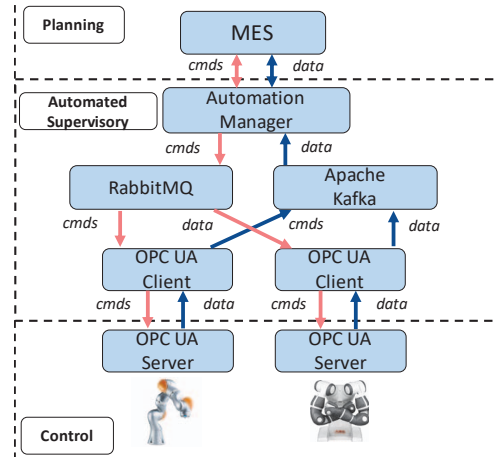 Planning
MES
cmds
data
Automated
Supervisory
Automation
Manager
cmds
data
RabbitMQ
Apache
Kafka
cmds
data
cmds
data
OPC UA
Client
OPC UA
Client
cmds
data
cmds
data
OPC UA
Server
OPC UA
Server
Control